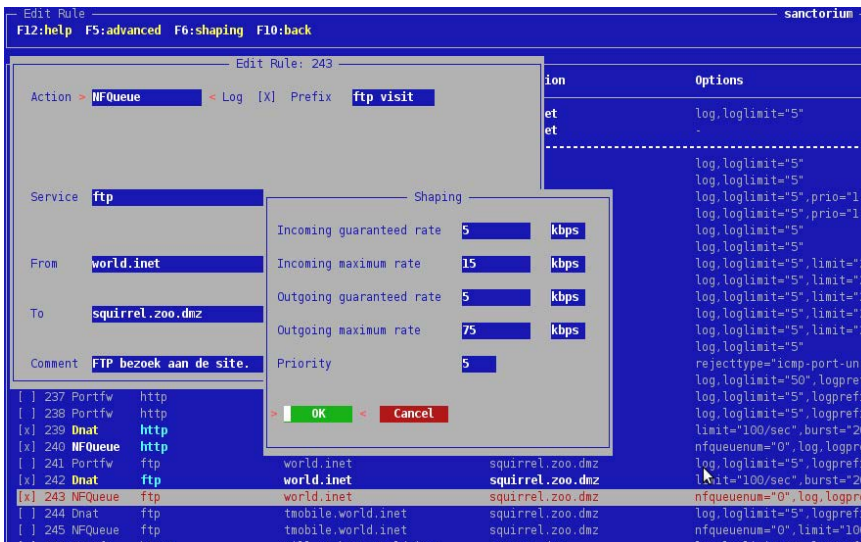 Edit Rule sanctorium
F12:help F5:advanced F6:shaping F10:back
Edit Rule: 243
ion Options
Action > NFQueue < Log [X] Prefix ftp visit
et log,loglimit="5"
et -
log,loglimit="5"
log,loglimit="5"
Service ftp Shaping log,loglimit="5",prio="1
log,loglimit="5",prio="1
Incoming guaranteed rate 5 kbps log,loglimit="5"
log,loglimit="5"
From world.inet Incoming maximum rate 15 kbps log,loglimit="5",limit="
log,loglimit="5",limit="
Outgoing guaranteed rate 5 kbps log,loglimit="5",limit="
To squirrel.zoo.dmz log,loglimit="5",limit="
Outgoing maximum rate 75 kbps log,loglimit="5",limit="
log,loglimit="5"
Comment FTP bezoek aan de site. Priority 5 rejecttype="icmp-port-un
log,loglimit="50",logpre
[ ] 237 Portfw http log,loglimit="5",logpref
[ ] 238 Portfw http > OK < Cancel log,loglimit="5",logpref
[x] 239 Dnat http limit="100/sec",burst="2
[x] 240 NFQueue http nfqueuenum="0",log,logpr
[ ] 241 Portfw ftp world.inet squirrel.zoo.dmz log,loglimit="5",logpref
[x] 242 Dnat ftp world.inet squirrel.zoo.dmz limit="100/sec",burst="2
[x] 243 NFQueue ftp world.inet squirrel.zoo.dmz nfqueuenum="0",log,logpre
[ ] 244 Dnat ftp tmobile.world.inet squirrel.zoo.dmz log,loglimit="5",logpref
[ ] 245 NFQueue ftp tmobile.world.inet squirrel.zoo.dmz nfqueuenum="0",limit="10